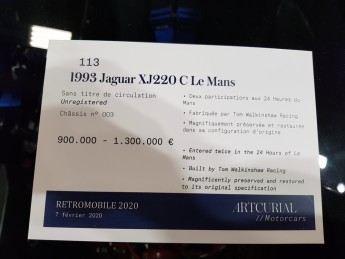 113
1993 Jaguar XJ220 C Le Mans
Sans titre de circulation
Unregistered
Châssis n° 003
900.000 - 1.300.000 €
- Deux participations aux 24 Heures du
Mans
- Fabriquée par Tom Walkinshaw Racing
- Magnifiquement préservée et restaurée
dans sa configuration d'origine
- Entered twice in the 24 Hours of Le
Mans
- Built by Tom Walkinshaw Racing
- Magnificently preserved and restored
to its original specification
RETROMOBILE 2020
7 février 2020
ARTCURIAL
//Motorcars